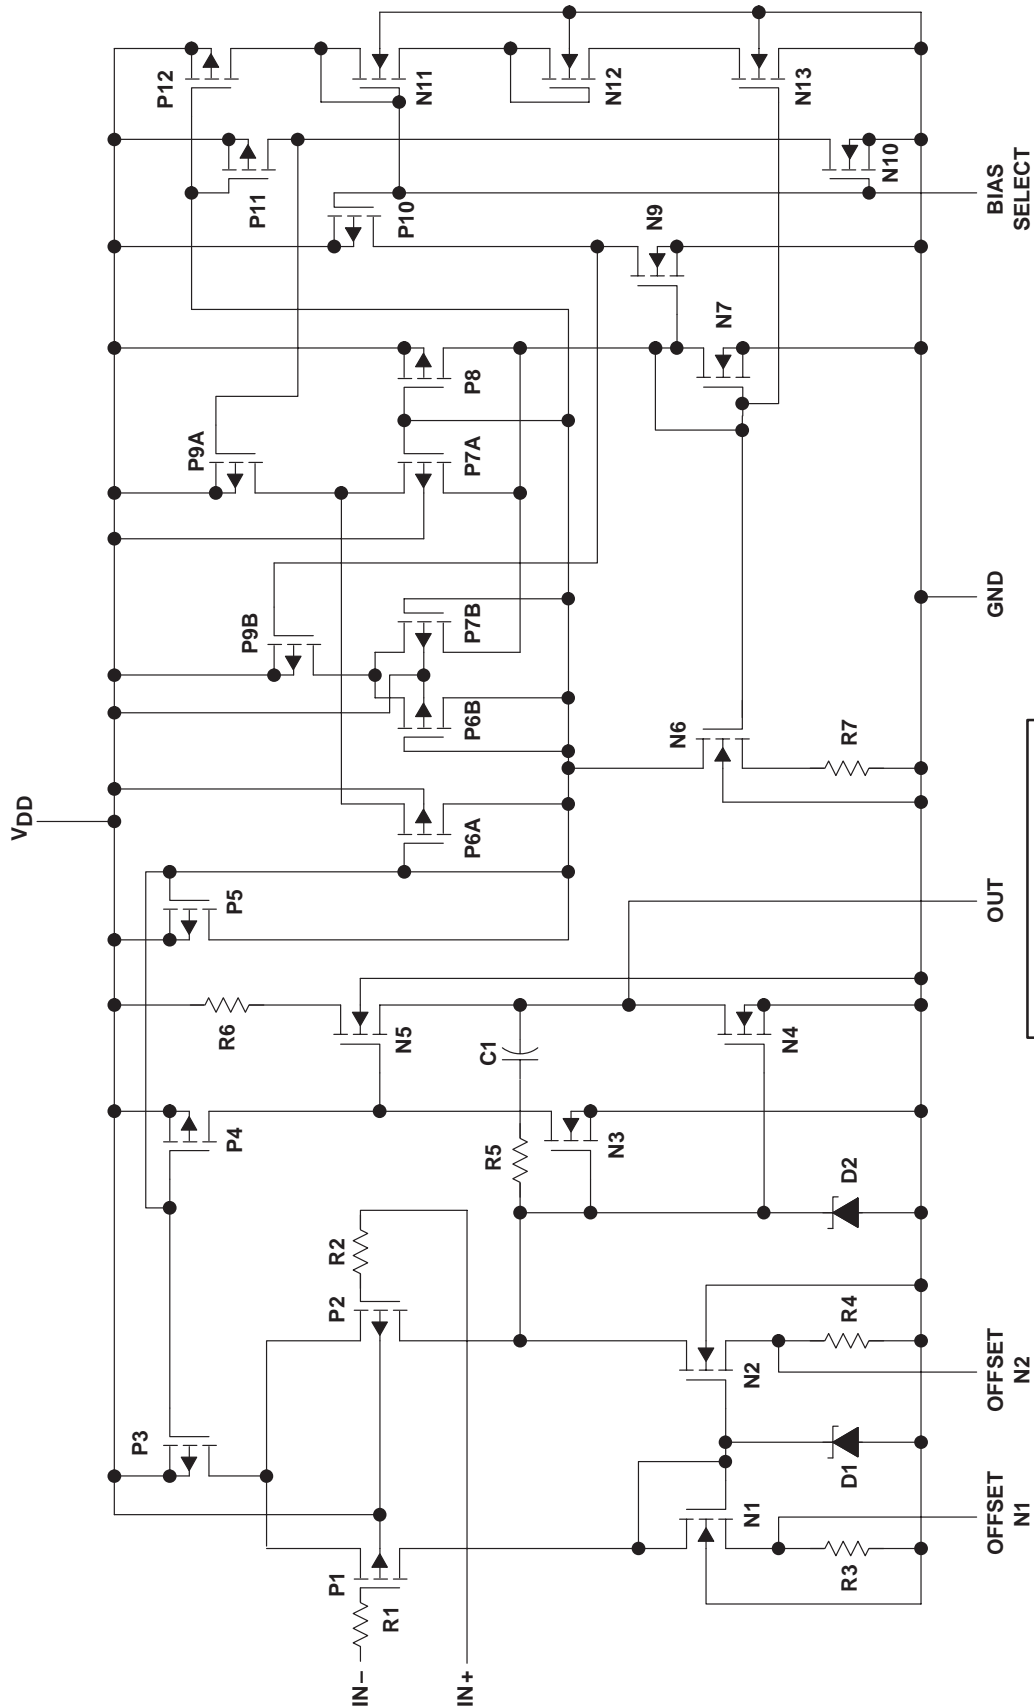 VDD
P3
P4
R6
P5
P9B
P9A
P11
P12
P1
R1
IN−
IN+
P2
R2
N5
P6A
P6B
P7B
P7A
P8
P10
N11
R5
C1
N3
N12
N9
N1
N2
N4
N6
N7
N10
N13
R3
D1
R4
D2
R7
OFFSET
N1
OFFSET
N2
OUT
GND
BIAS
SELECT